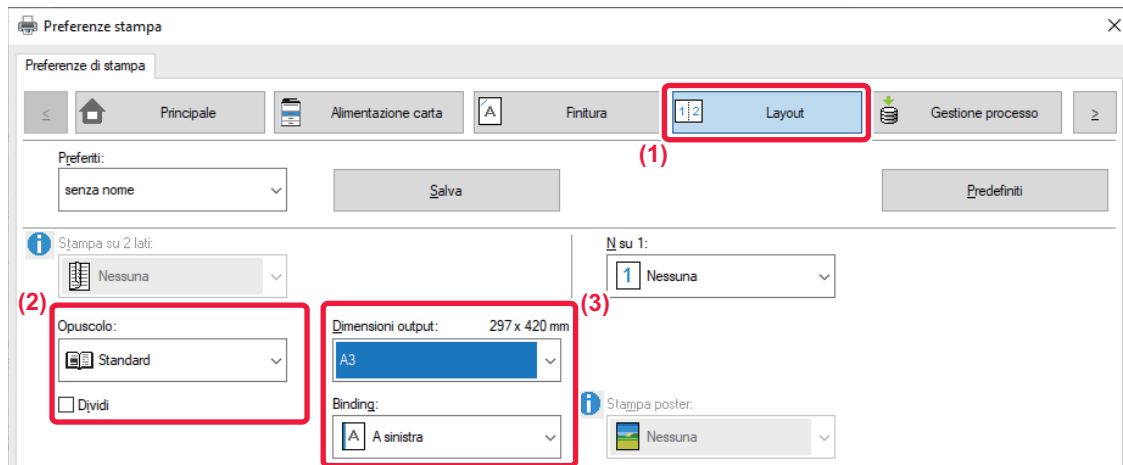 Preferenze stampa
Preferenze di stampa
≤ Principale Alimentazione carta A Finitura 1 2 Layout Gestione processo ≥
(1)
Preferiti:
senza nome Salva Predefiniti
Stampa su 2 lati: N su 1:
Nessuna 1 Nessuna
(2) (3)
Opuscolo: Dimensioni output: 297 x 420 mm
Standard A3
Dividi Binding: Stampa poster:
A A sinistra Nessuna